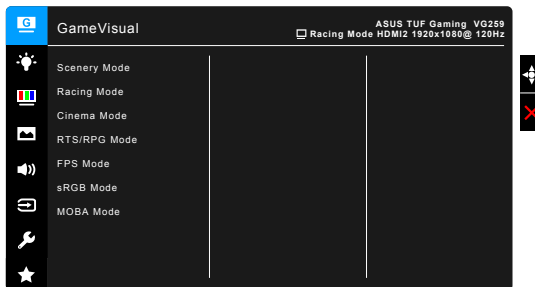 G
GameVisual
ASUS TUF Gaming VG259
Racing Mode HDMI2 1920x1080@ 120Hz
Scenery Mode
Racing Mode
Cinema Mode
RTS/RPG Mode
FPS Mode
sRGB Mode
MOBA Mode